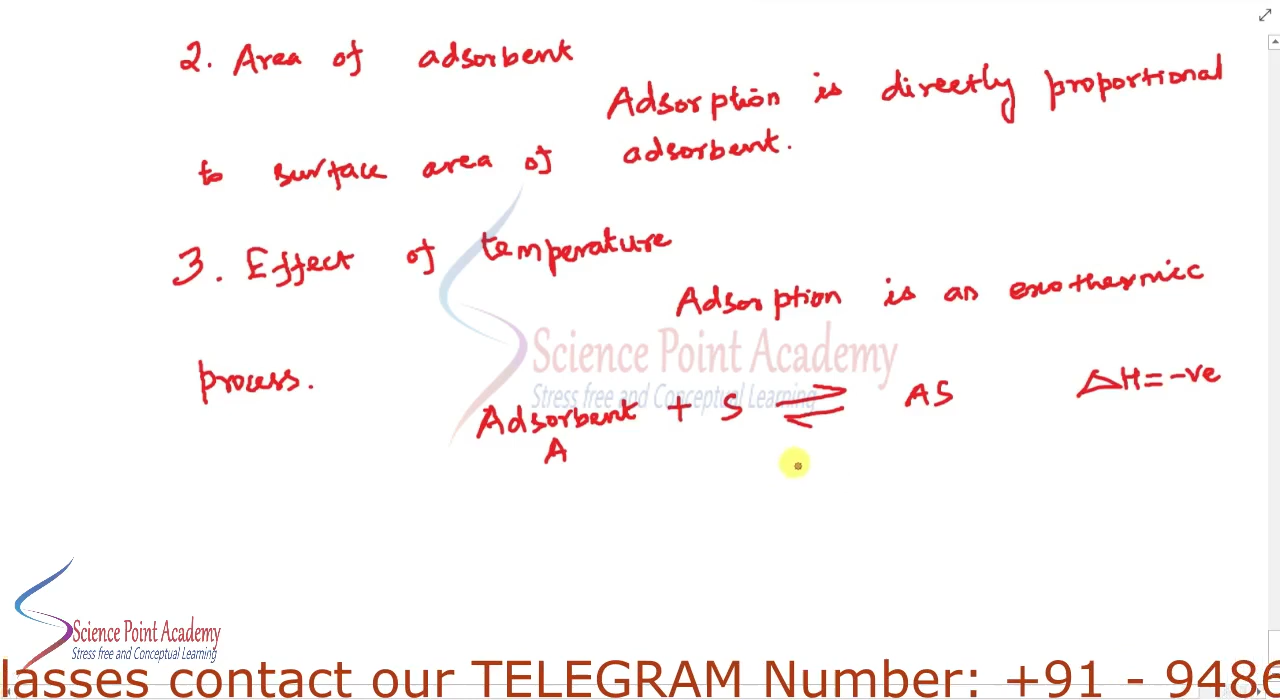 2. Area of adsorbent
Adsorption is directly proportional
to surface area of adsorbent.
3. Effect of temperature
Adsorption is an exothermic
process.
Science Point Academy
Stress free and Conceptual Learning
Adsorbent + S ⇌ AS ΔH = -ve
A
Science Point Academy
Stress free and Conceptual Learning
lasses contact our TELEGRAM Number: +91 - 9486